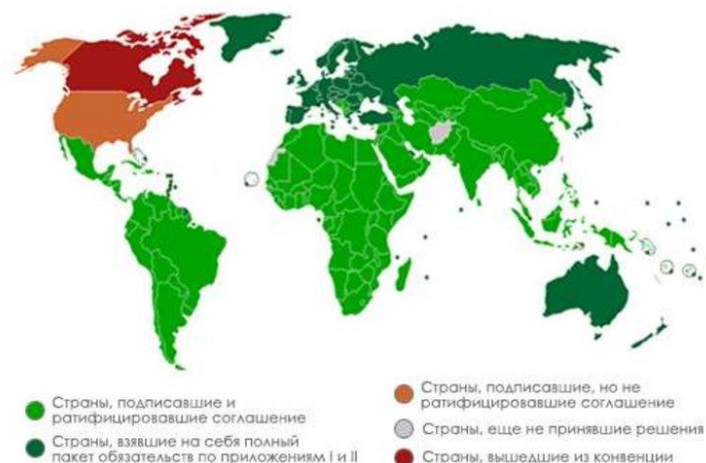 Страны, подписавшие и
ратифицировавшие соглашение
Страны, взявшие на себя полный
пакет обязательств по приложениям I и II
Страны, подписавшие, но не
ратифицировавшие соглашение
Страны, еще не принявшие решения
Страны, вышедшие из конвенции